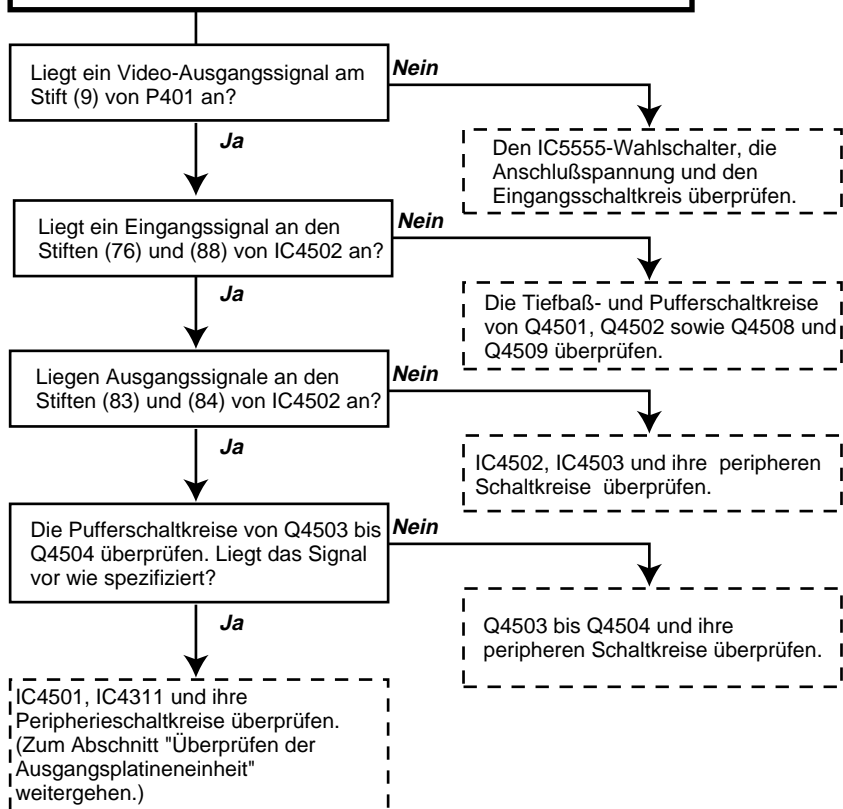 Liegt ein Video-Ausgangssignal am
Stift (9) von P401 an?
Nein
Ja
Den IC5555-Wahlschalter, die
Anschlußspannung und den
Eingangsschaltkreis überprüfen.
Liegt ein Eingangssignal an den
Stiften (76) und (88) von IC4502 an?
Nein
Ja
Die Tiefbaß- und Pufferschaltkreise
von Q4501, Q4502 sowie Q4508 und
Q4509 überprüfen.
Liegen Ausgangssignale an den
Stiften (83) und (84) von IC4502 an?
Nein
Ja
IC4502, IC4503 und ihre peripheren
Schaltkreise überprüfen.
Die Pufferschaltkreise von Q4503 bis
Q4504 überprüfen. Liegt das Signal
vor wie spezifiziert?
Nein
Ja
Q4503 bis Q4504 und ihre
peripheren Schaltkreise überprüfen.
IC4501, IC4311 und ihre
Peripherieschaltkreise überprüfen.
(Zum Abschnitt "Überprüfen der
Ausgangsplatineneinheit"
weitergehen.)